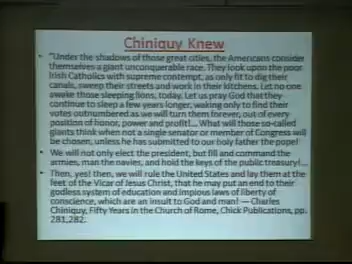 Chiniquy Knew
• "Under the shadows of those great cities, the Americans consider
themselves a giant unconquerable race. They look upon the poor
Irish Catholics with supreme contempt, as only fit to dig their
canals, sweep their streets and work in their kitchens. Let no one
awake those sleeping lions, today. Let us pray God that they
continue to sleep a few years longer, waking only to find their
votes outnumbered as we will turn them forever, out of every
position of honor, power and profit!... What will those so-called
giants think when not a single senator or member of Congress will
be chosen, unless he has submitted to our holy father the pope!
• We will not only elect the president, but fill and command the
armies, man the navies, and hold the keys of the public treasury!...
• Then, yes! then, we will rule the United States and lay them at the
feet of the Vicar of Jesus Christ, that he may put an end to their
godless system of education and impious laws of liberty of
conscience, which are an insult to God and man! — Charles
Chiniquy, Fifty Years in the Church of Rome, Chick Publications, pp.
281,282.